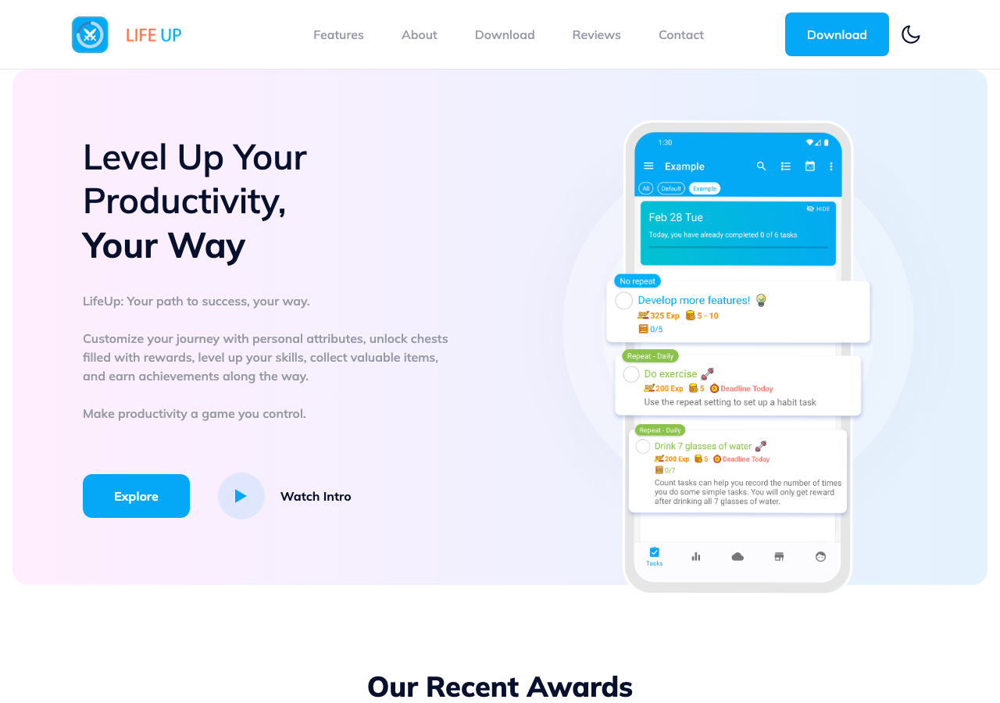 LIFE UP
Features
About
Download
Reviews
Contact
Download
Level Up Your
Productivity,
Your Way
LifeUp: Your path to success, your way.
Customize your journey with personal attributes, unlock chests
filled with rewards, level up your skills, collect valuable items,
and earn achievements along the way.
Make productivity a game you control.
Explore
Watch Intro
1:30
Example
All
Default
Example
HIDE
Feb 28 Tue
Today, you have already completed 0 of 6 tasks
No repeat
Develop more features!
325 Exp 5 - 10
0/5
Repeat - Daily
Do exercise
200 Exp 5 Deadline Today
Use the repeat setting to set up a habit task
Repeat - Daily
Drink 7 glasses of water
200 Exp 5 Deadline Today
0/7
Count tasks can help you record the number of times
you do some simple tasks. You will only get reward
after drinking all 7 glasses of water.
Tasks
Our Recent Awards